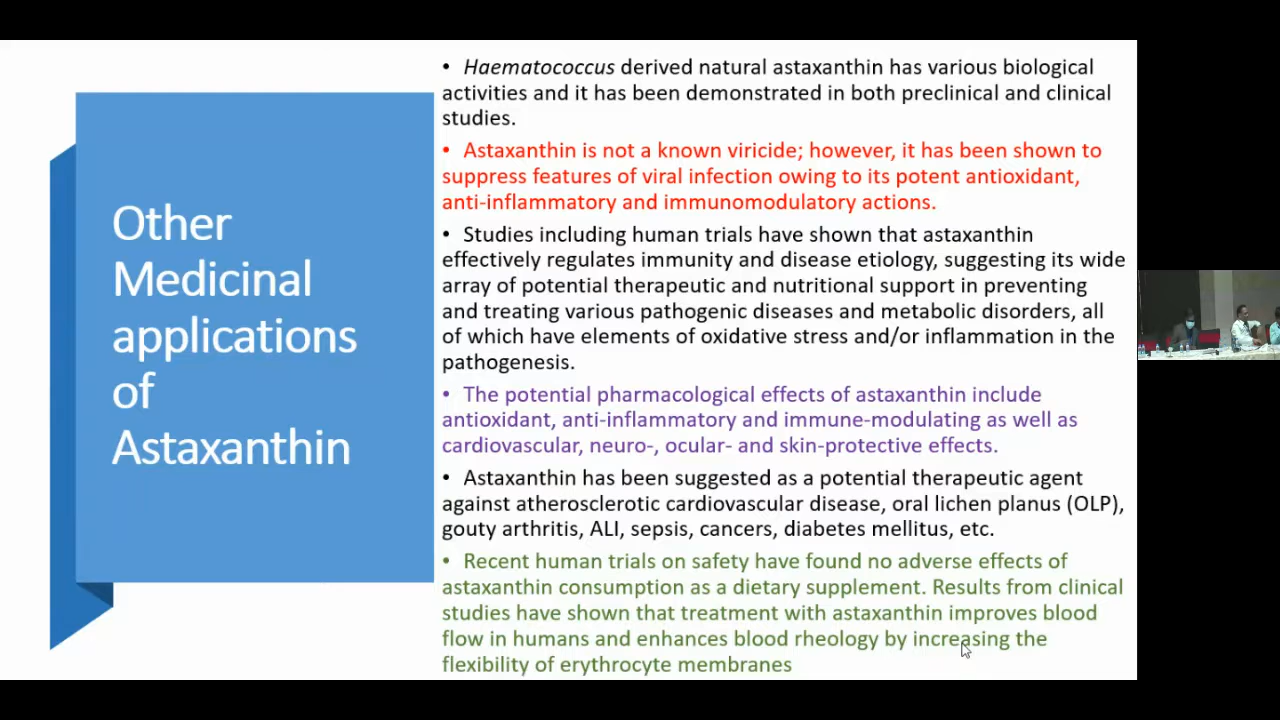 Other
Medicinal
applications
of
Astaxanthin
• Haematococcus derived natural astaxanthin has various biological
activities and it has been demonstrated in both preclinical and clinical
studies.
• Astaxanthin is not a known viricide; however, it has been shown to
suppress features of viral infection owing to its potent antioxidant,
anti-inflammatory and immunomodulatory actions.
• Studies including human trials have shown that astaxanthin
effectively regulates immunity and disease etiology, suggesting its wide
array of potential therapeutic and nutritional support in preventing
and treating various pathogenic diseases and metabolic disorders, all
of which have elements of oxidative stress and/or inflammation in the
pathogenesis.
• The potential pharmacological effects of astaxanthin include
antioxidant, anti-inflammatory and immune-modulating as well as
cardiovascular, neuro-, ocular- and skin-protective effects.
• Astaxanthin has been suggested as a potential therapeutic agent
against atherosclerotic cardiovascular disease, oral lichen planus (OLP),
gouty arthritis, ALI, sepsis, cancers, diabetes mellitus, etc.
• Recent human trials on safety have found no adverse effects of
astaxanthin consumption as a dietary supplement. Results from clinical
studies have shown that treatment with astaxanthin improves blood
flow in humans and enhances blood rheology by increasing the
flexibility of erythrocyte membranes